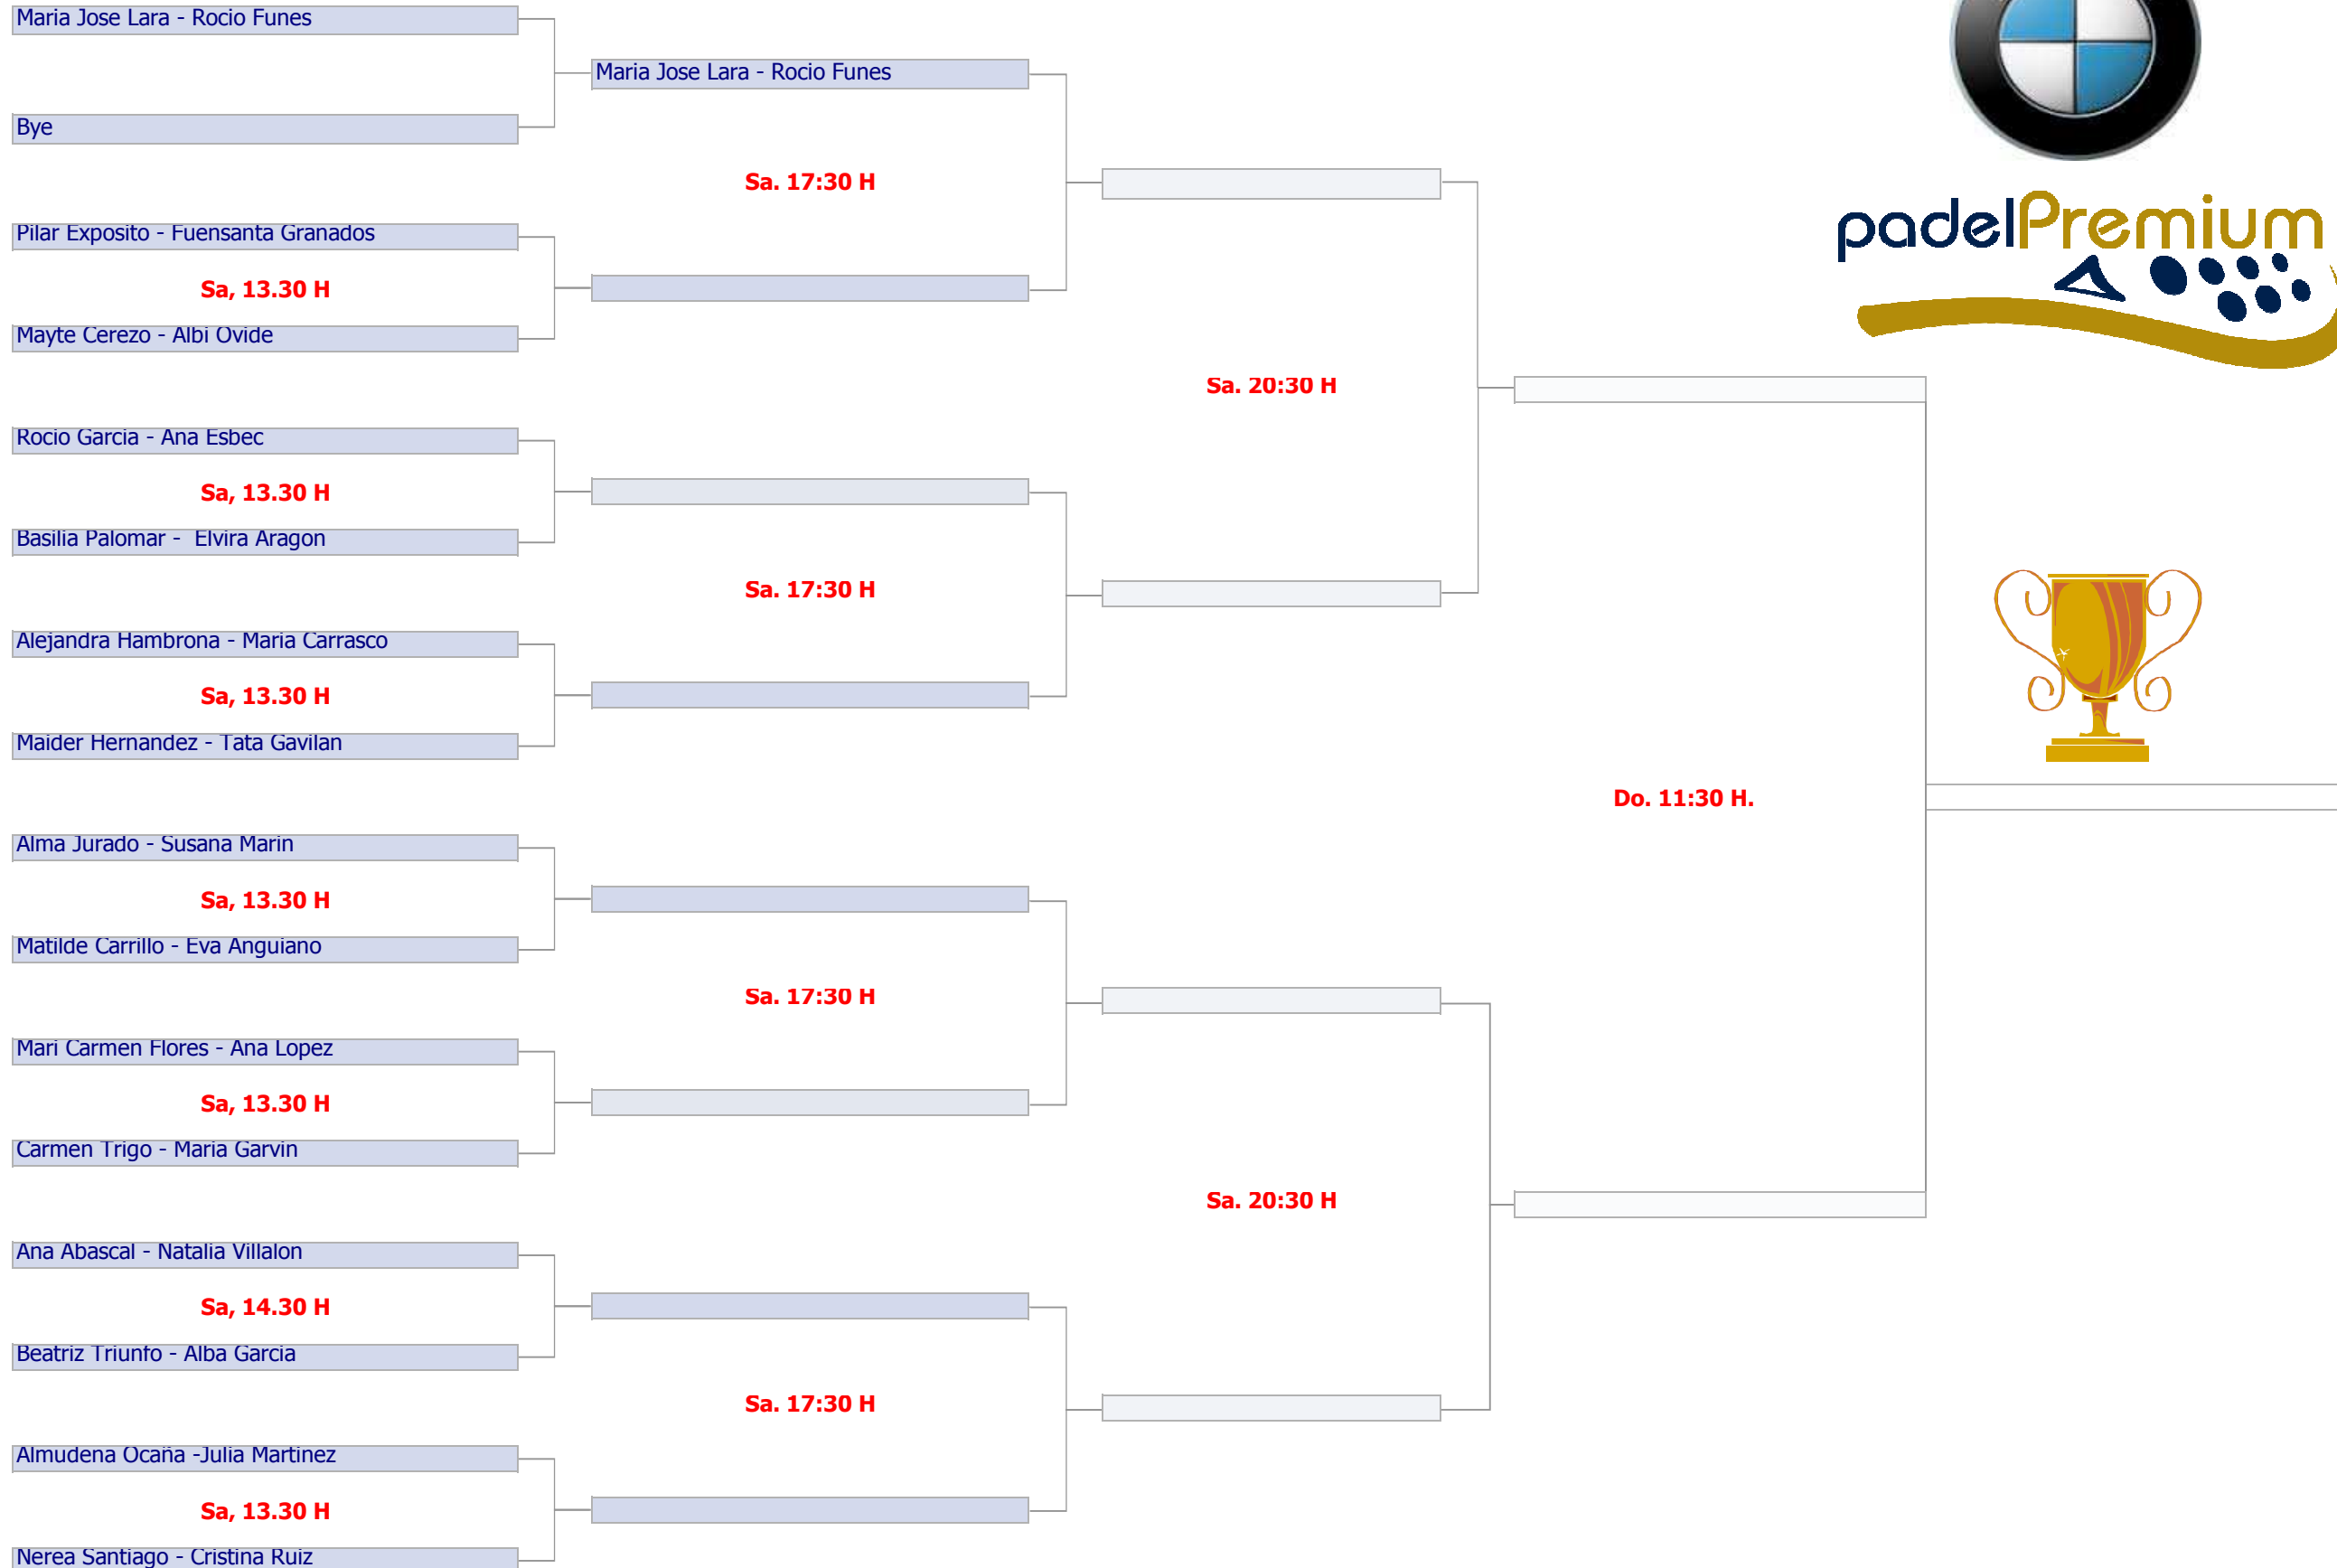 Maria Jose Lara - Rocio Funes
Maria Jose Lara - Rocio Funes
Bye
Sa. 17:30 H
padelPremium
Pilar Exposito - Fuensanta Granados
Sa, 13.30 H
Mayte Cerezo - Albi Ovide
Sa. 20:30 H
Rocio Garcia - Ana Esbec
Sa, 13.30 H
Basilia Palomar -  Elvira Aragon
Sa. 17:30 H
Alejandra Hambrona - Maria Carrasco
Sa, 13.30 H
Maider Hernandez - Tata Gavilan
Do. 11:30 H.
Alma Jurado - Susana Marin
Sa, 13.30 H
Matilde Carrillo - Eva Anguiano
Sa. 17:30 H
Mari Carmen Flores - Ana Lopez
Sa, 13.30 H
Carmen Trigo - Maria Garvin
Sa. 20:30 H
Ana Abascal - Natalia Villalon
Sa, 14.30 H
Beatriz Triunfo - Alba Garcia
Sa. 17:30 H
Almudena Ocaña -Julia Martinez
Sa, 13.30 H
Nerea Santiago - Cristina Ruiz